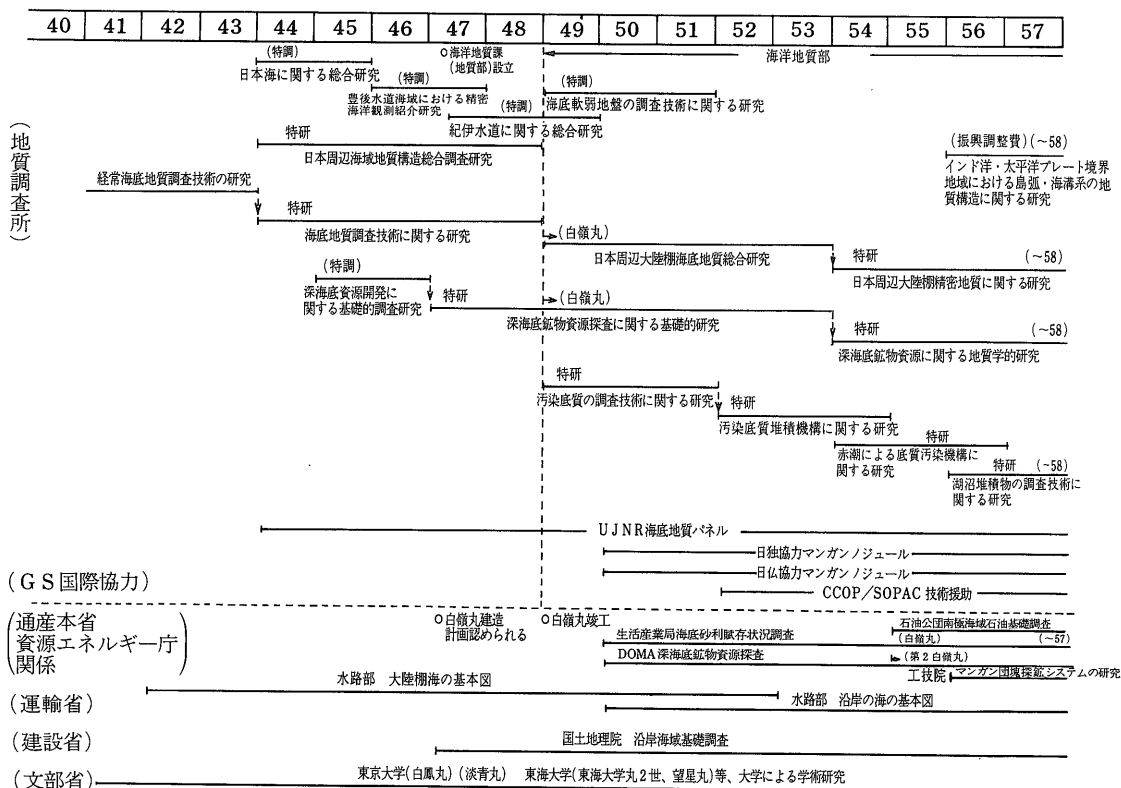 40 41 42 43 44 45 46 47 48 49 50 51 52 53 54 55 56 57
(特調)
日本海に関する総合研究
海洋地質課
(地質部)設立
海洋地質部
(特調)
豊後水道海域における精密
海洋観測紹介研究
(特調)
海底軟弱地盤の調査技術に関する研究
(特調)
紀伊水道に関する総合研究
(地質調査所)
特研
日本周辺海域地質構造総合調査研究
(振興調整費)(~58)
インド洋・太平洋プレート境界
地域における島弧・海溝系の地
質構造に関する研究
経常海底地質調査技術の研究
特研
海底地質調査技術に関する研究
(白嶺丸)
日本周辺大陸棚海底地質総合研究
特研 (~58)
日本周辺大陸棚精密地質に関する研究
(特調)
深海底資源開発に
関する基礎的調査研究
特研
(白嶺丸)
深海底鉱物資源探査に関する基礎的研究
特研 (~58)
深海底鉱物資源に関する地質学的研究
特研
汚染底質の調査技術に関する研究
特研
汚染底質堆積機構に関する研究
特研
赤潮による底質汚染機構に
関する研究
特研 (~58)
湖沼堆積物の調査技術に
関する研究
UJNR海底地質パネル
日独協力マンガンノジュール
日仏協力マンガンノジュール
(GS国際協力)
CCOP/SOPAC 技術援助
(通産本省
資源エネルギー庁
関係)
白嶺丸建造
計画認められる
白嶺丸竣工
石油公団南極海域石油基礎調査
(白嶺丸) (~57)
生活産業局海底砂利賦存状況調査
DOMA深海底鉱物資源探査
(第2白嶺丸)
工技院 マンガン団塊採鉱システムの研究
(運輸省)
水路部 大陸棚海の基本図
水路部 沿岸の海の基本図
(建設省)
国土地理院 沿岸海域基礎調査
(文部省)
東京大学(白鳳丸)(淡青丸) 東海大学(東海大学丸2世、望星丸)等、大学による学術研究